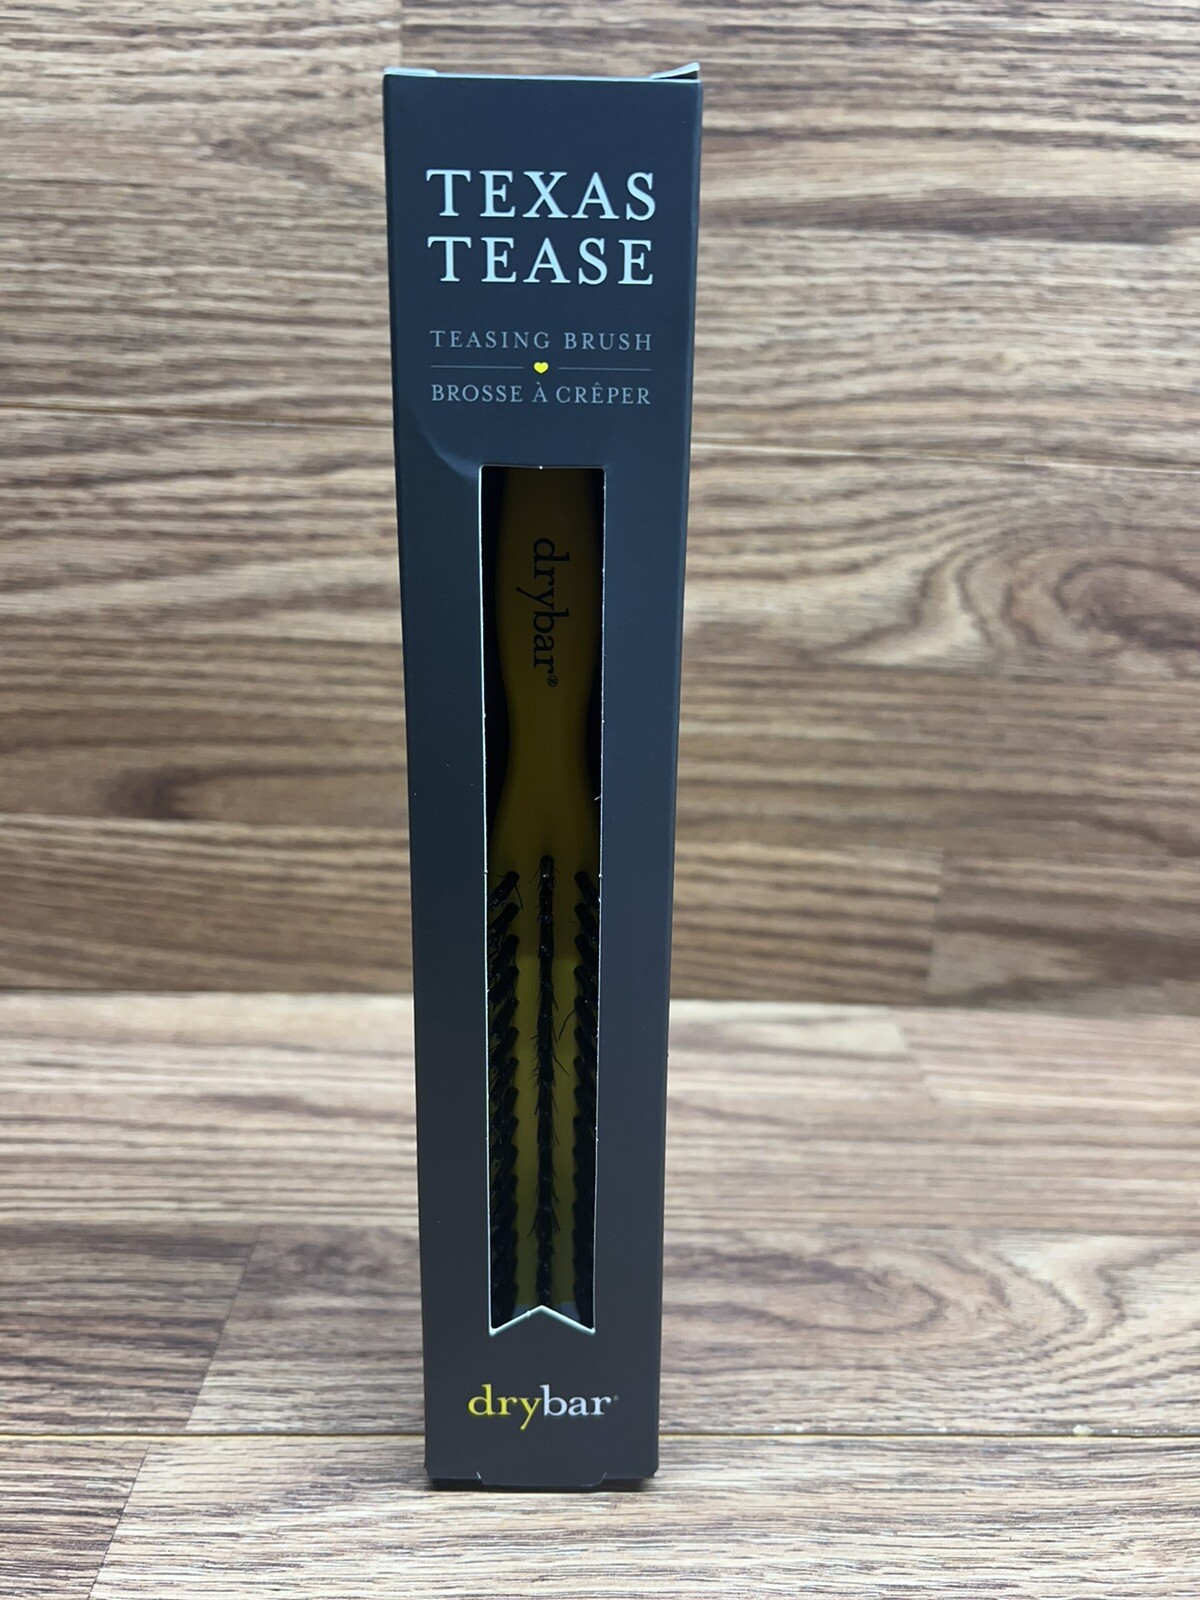 TEXAS
TEASE
TEASING BRUSH
BROSSE À CRÊPER
drybar®
drybar